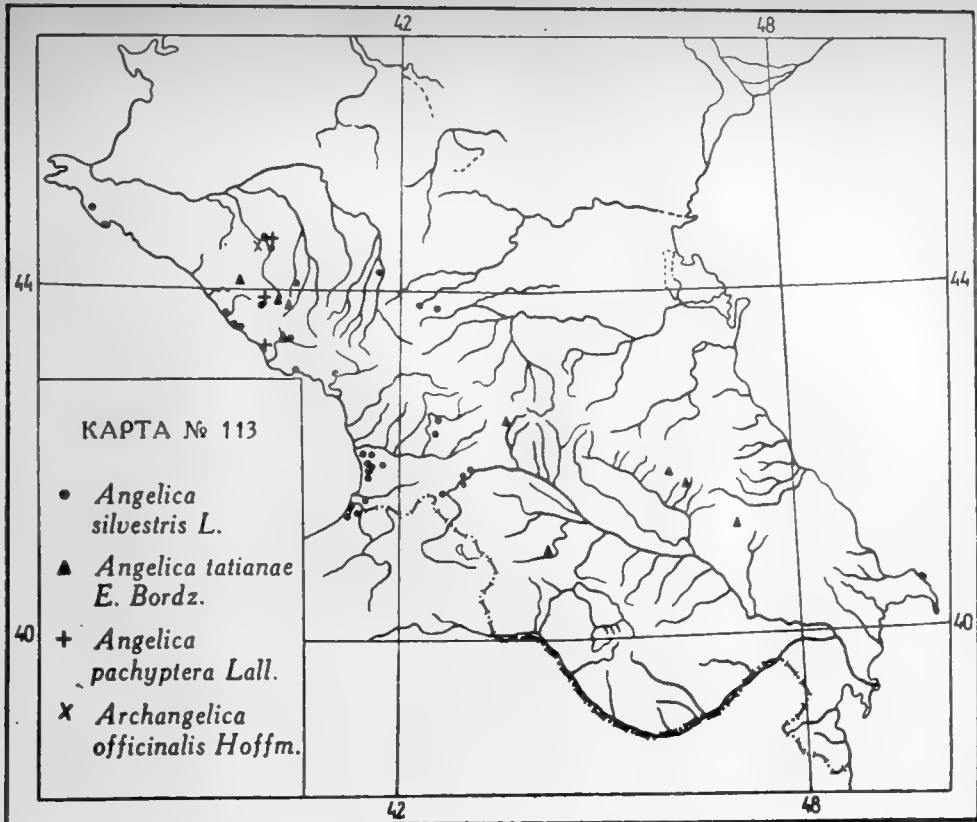 42 48
44 44
КАРТА № 113
Angelica
silvestris L.
Angelica tatianae
E. Bordz.
Angelica
pachyptera Lall.
Archangelica
officinalis Hoffm.
40 40
42 48